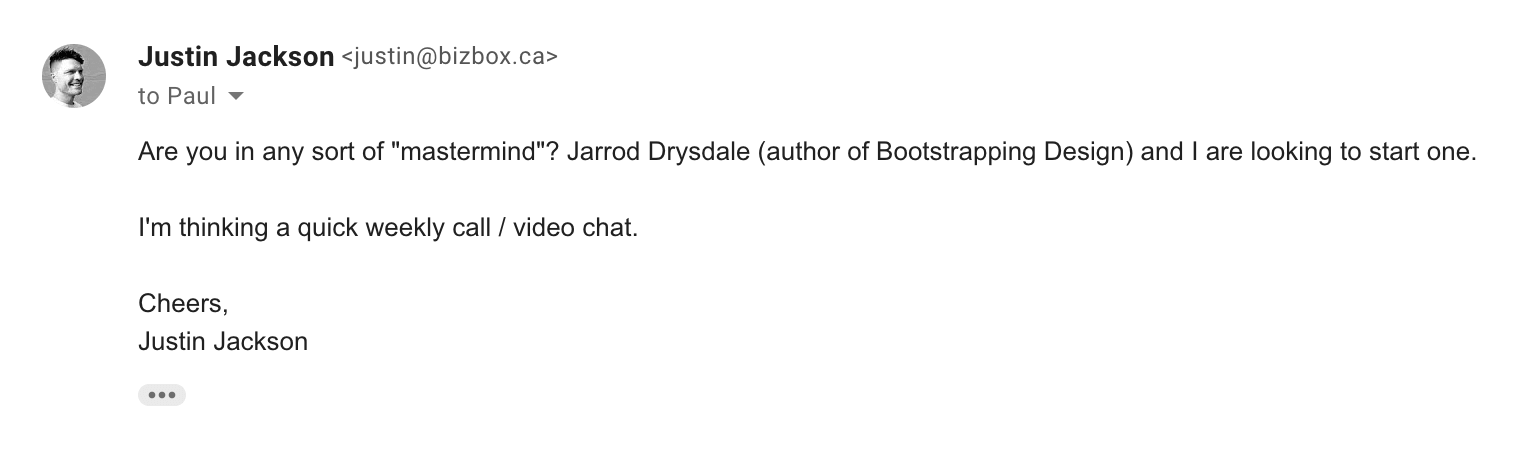 Justin Jackson <justin@bizbox.ca>
to Paul
Are you in any sort of "mastermind"? Jarrod Drysdale (author of Bootstrapping Design) and I are looking to start one.
I'm thinking a quick weekly call / video chat.
Cheers,
Justin Jackson